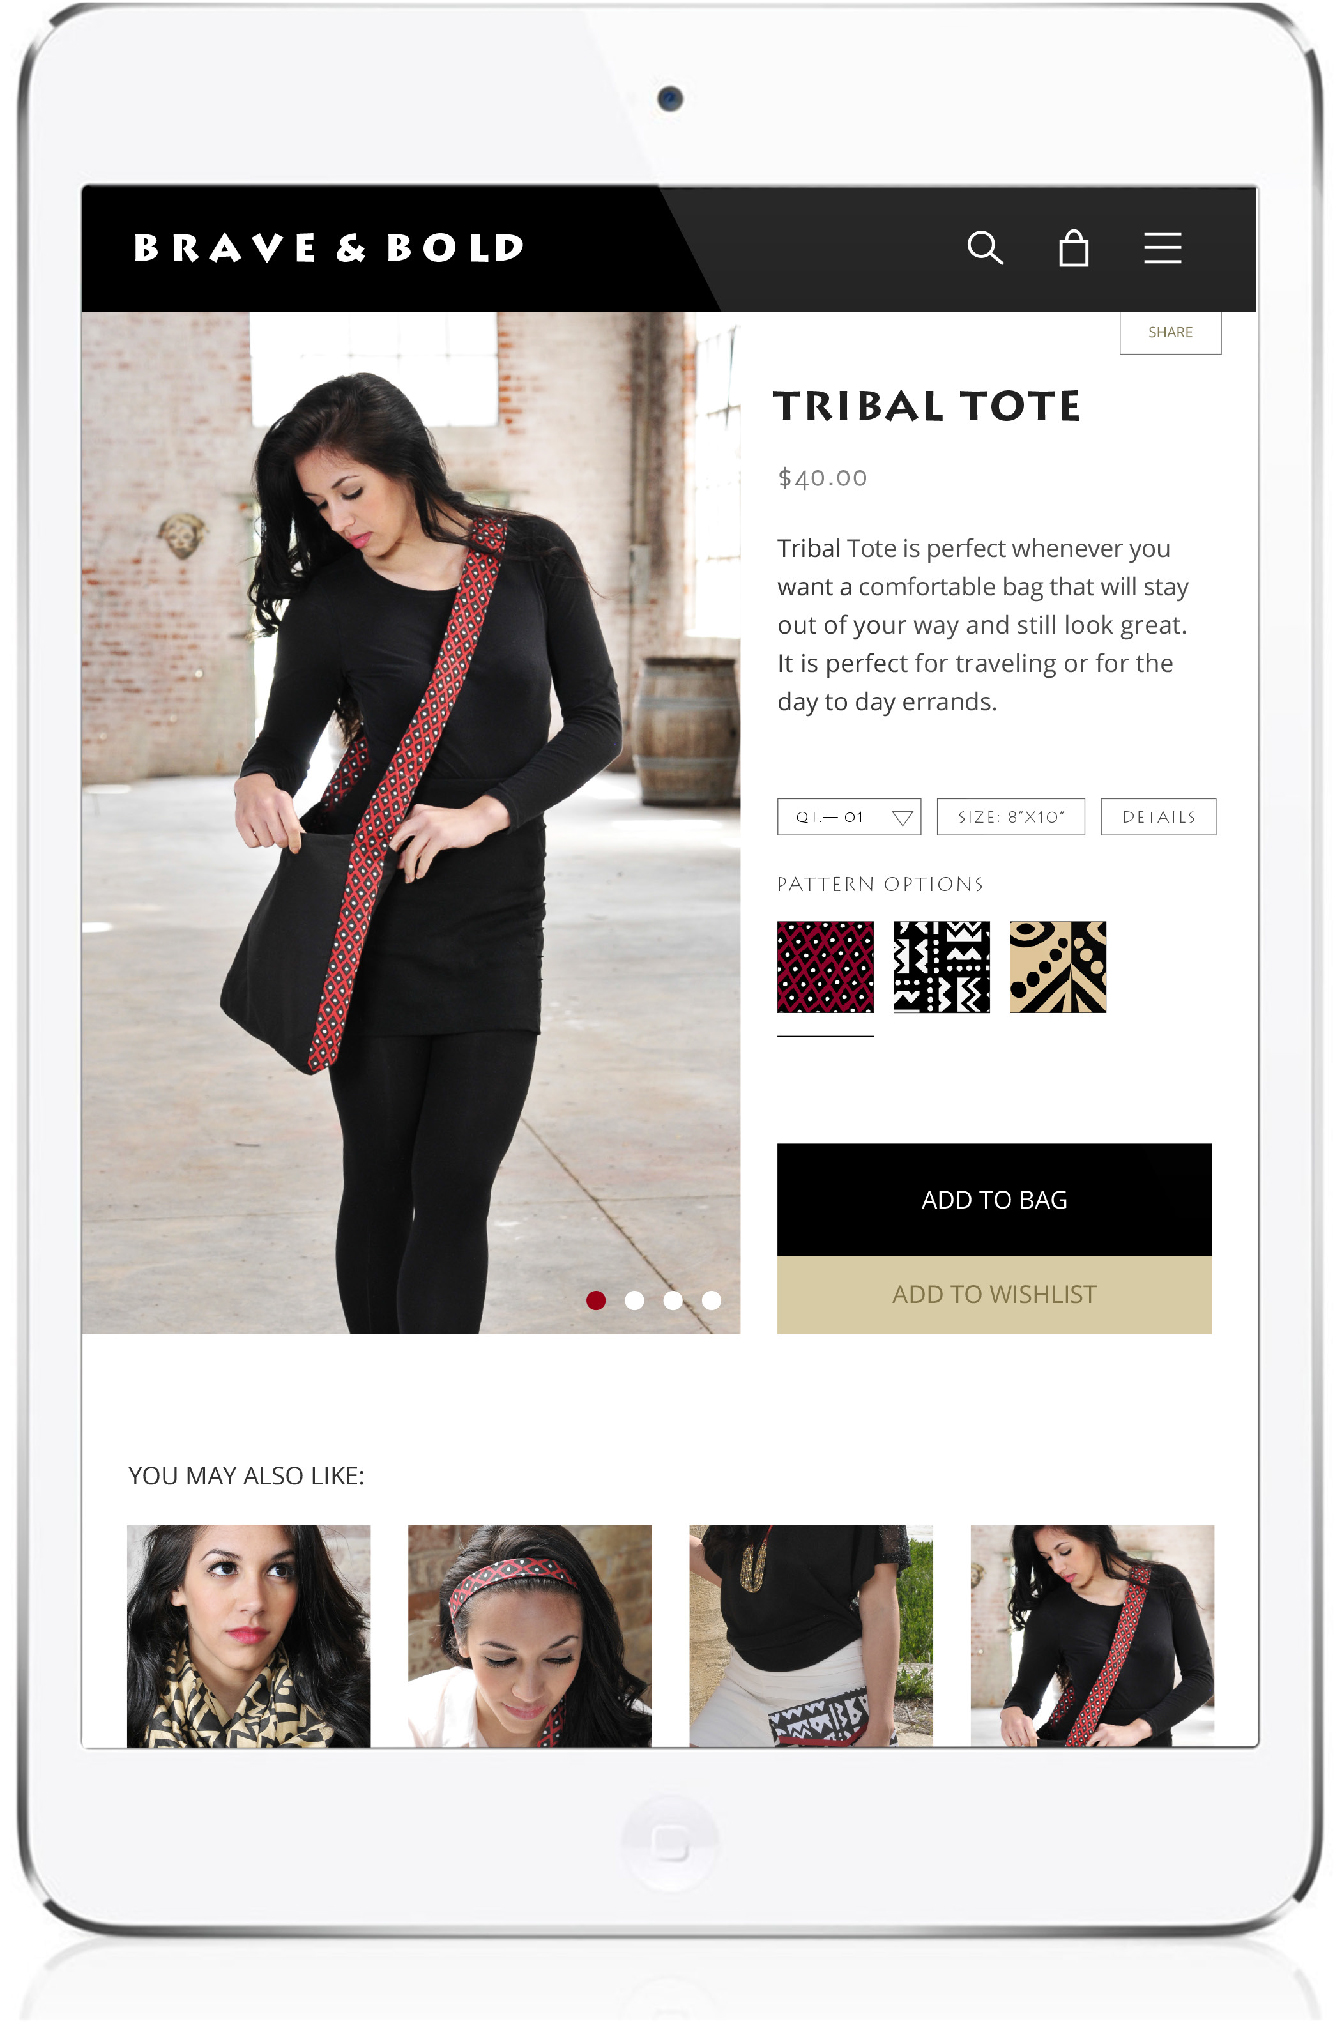 BRAVE & BOLD
SHARE
TRIBAL TOTE
$40.00
Tribal Tote is perfect whenever you
want a comfortable bag that will stay
out of your way and still look great.
It is perfect for traveling or for the
day to day errands.
QT.— 01
SIZE: 8"X10"
DETAILS
PATTERN OPTIONS
ADD TO BAG
ADD TO WISHLIST
YOU MAY ALSO LIKE: